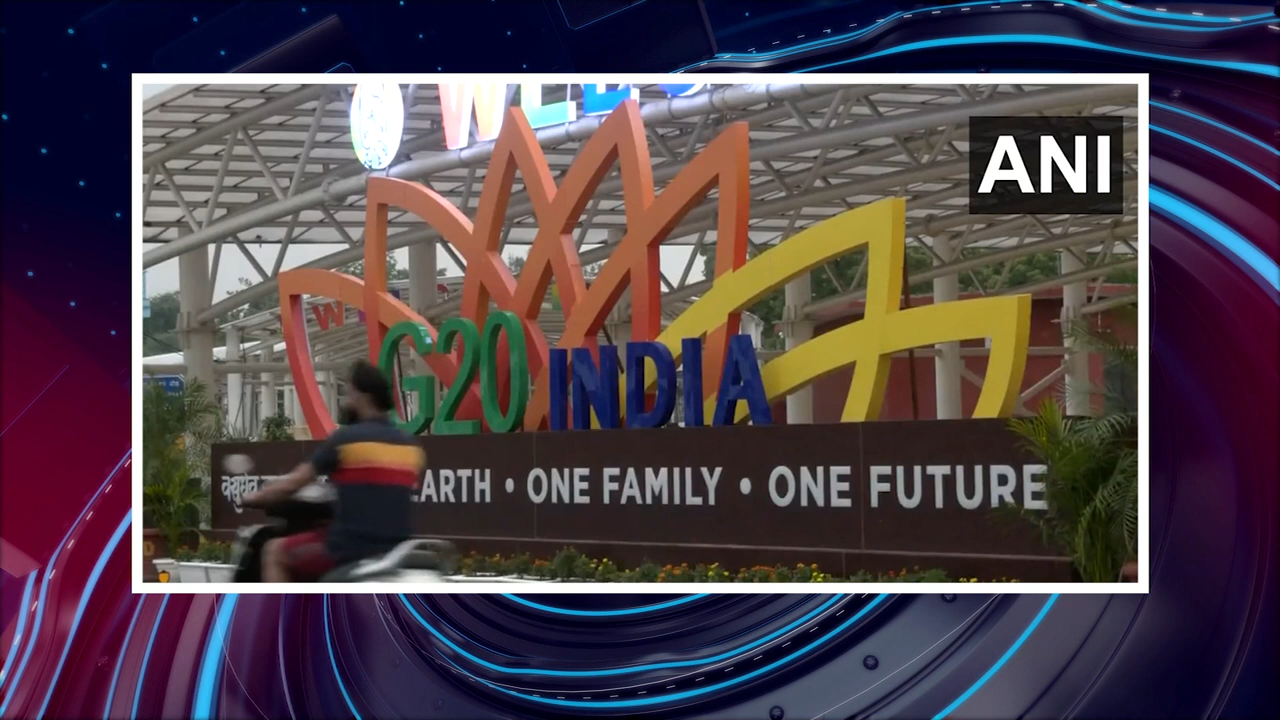 ANI
G20 INDIA
EARTH • ONE FAMILY • ONE FUTURE